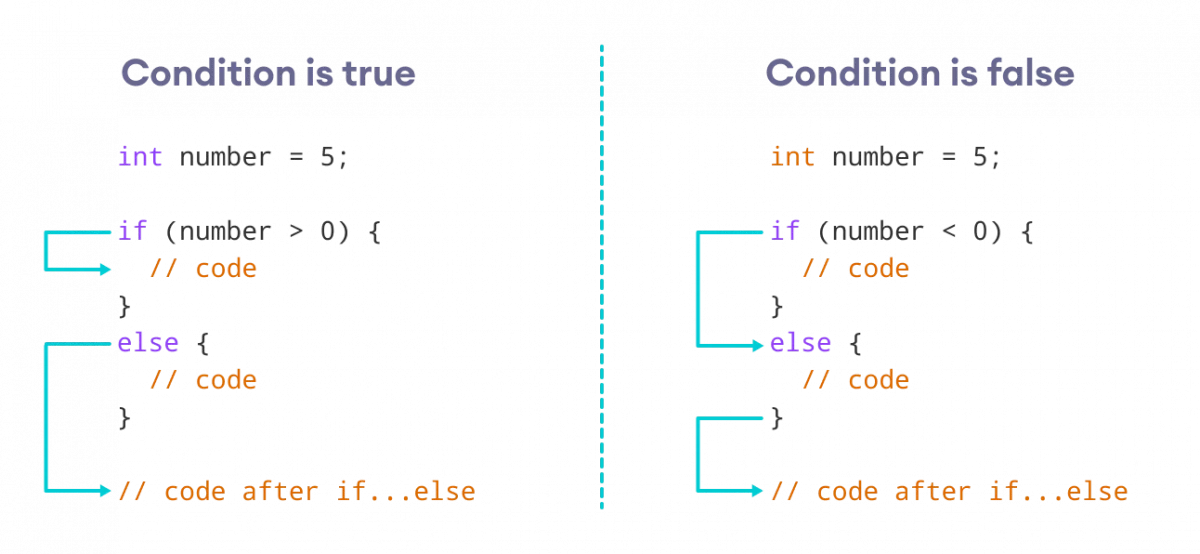 Condition is true
int number = 5;
if (number > 0) {
// code
}
else {
// code
}
// code after if...else
Condition is false
int number = 5;
if (number < 0) {
// code
}
else {
// code
}
// code after if...else